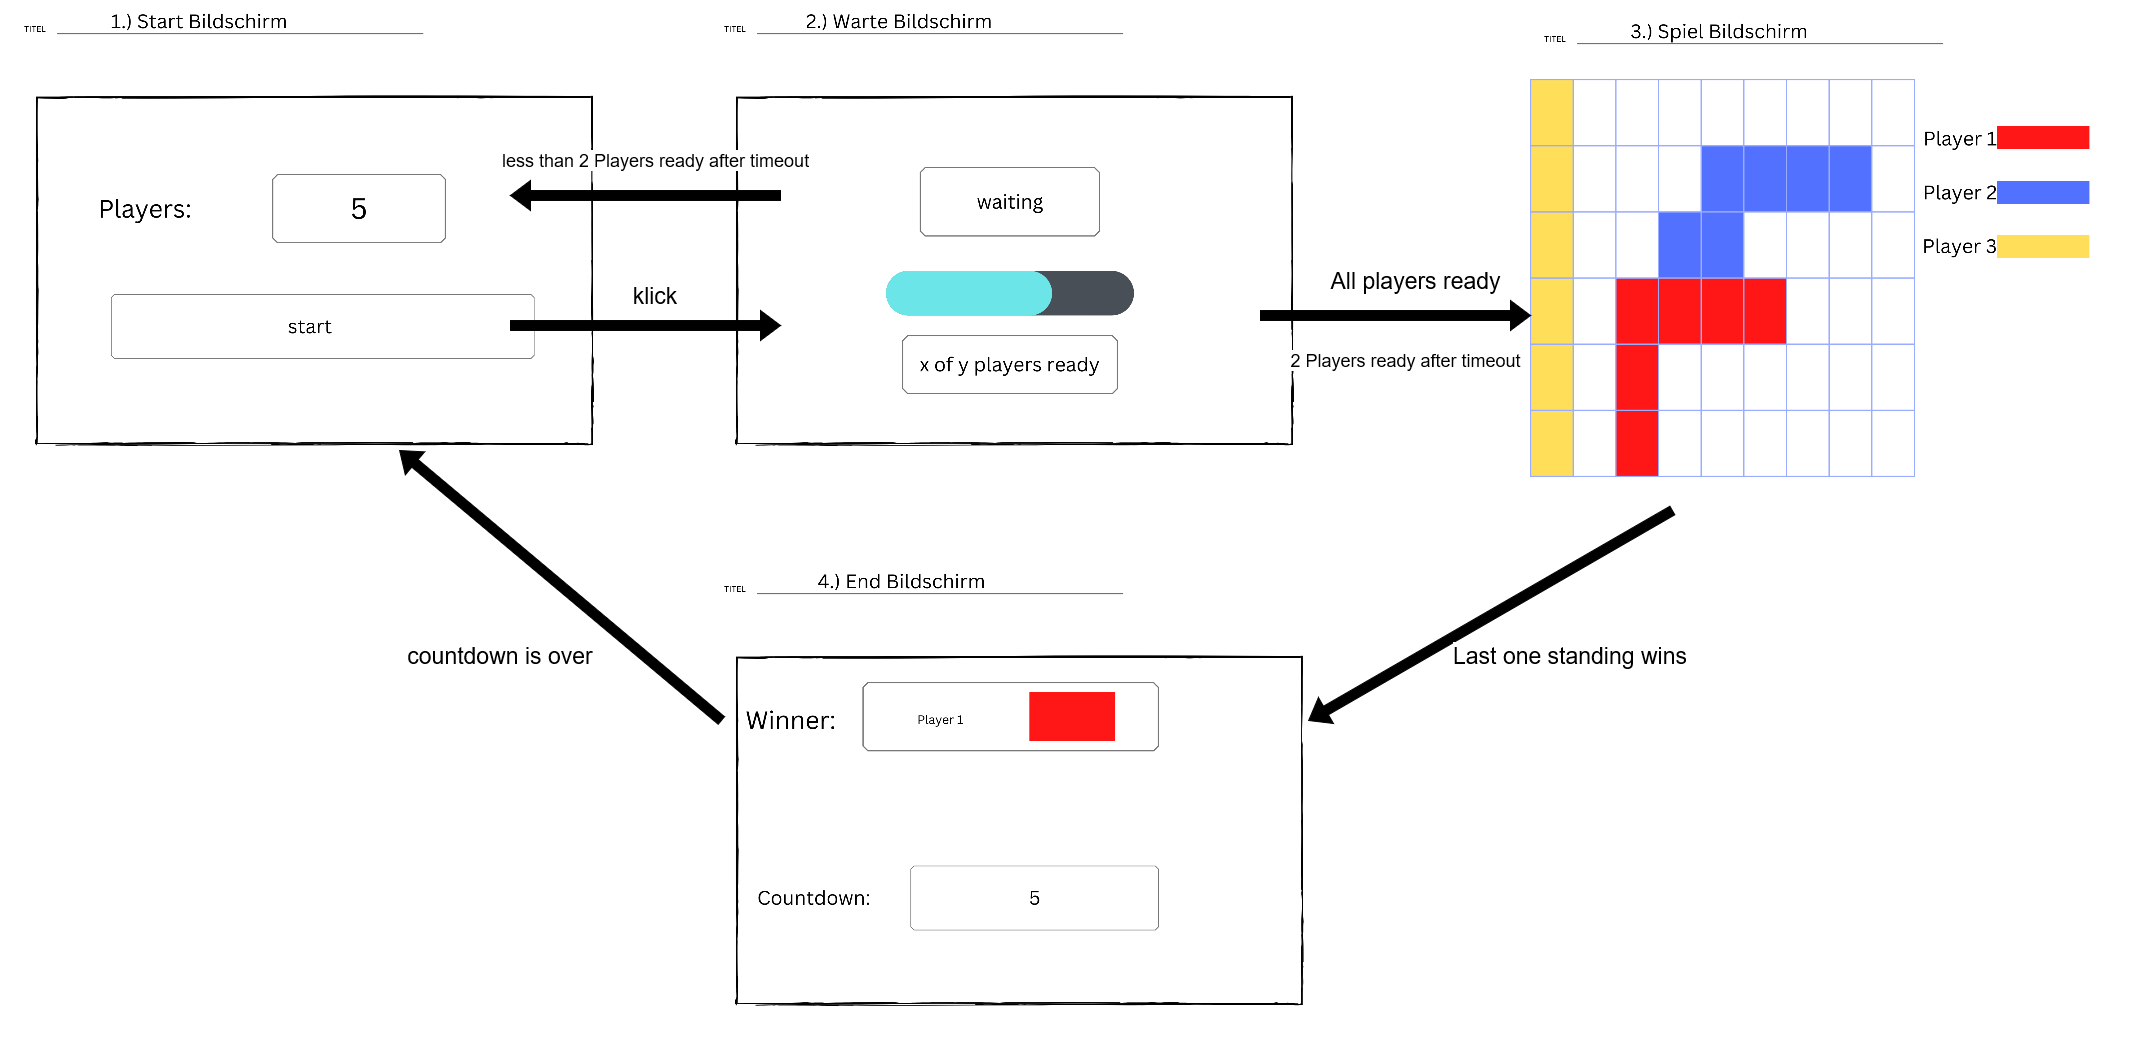 TITEL 1.) Start Bildschirm
Players: 5
start
less than 2 Players ready after timeout
klick
TITEL 2.) Warte Bildschirm
waiting
x of y players ready
All players ready
2 Players ready after timeout
TITEL 3.) Spiel Bildschirm
Player 1
Player 2
Player 3
Last one standing wins
TITEL 4.) End Bildschirm
Winner: Player 1
Countdown: 5
countdown is over